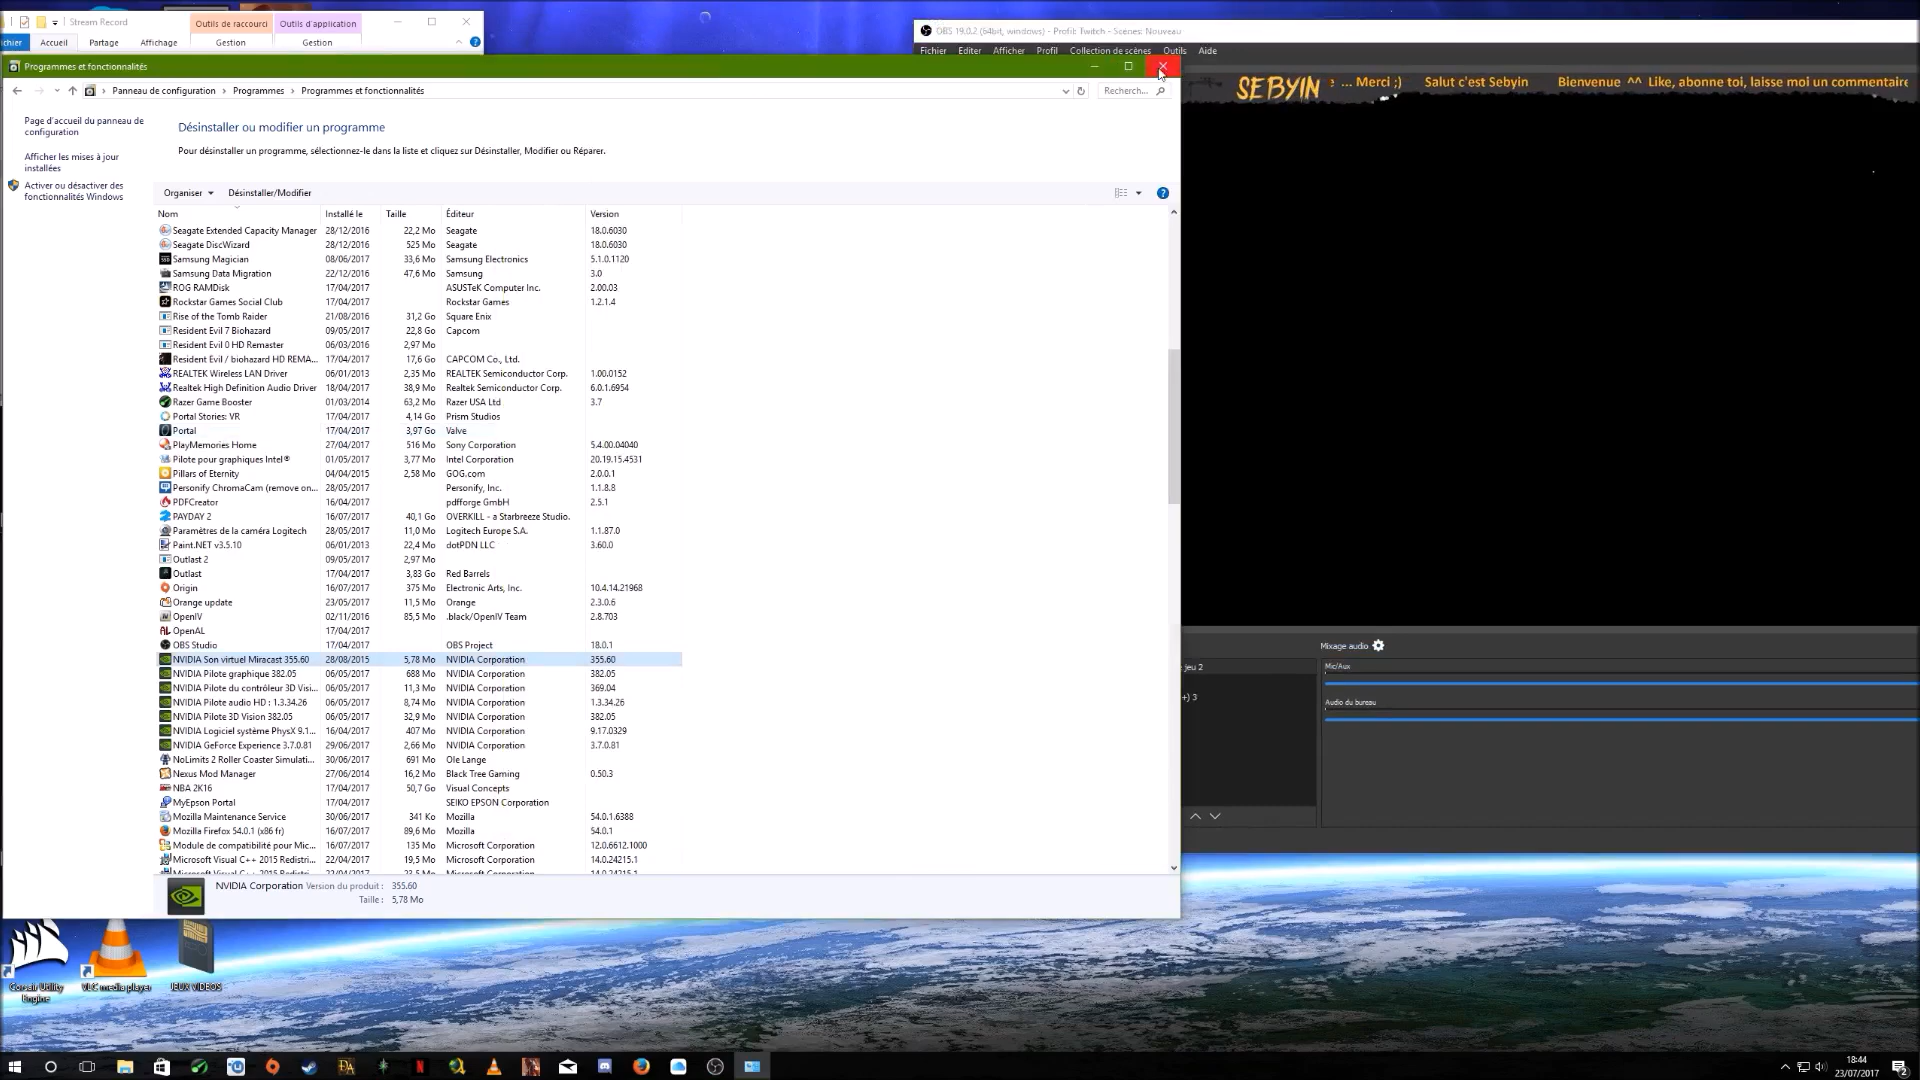 Stream Record
Outils de raccourci
Outils d'application
ichier
Accueil
Partage
Affichage
Gestion
Gestion
OBS 19.0.2 (64bit, windows) - Profil: Twitch - Scènes: Nouveau
Fichier Editer Afficher Profil Collection de scènes Outils Aide
Programmes et fonctionnalités
SEBYIN
e ... Merci ;) Salut c'est Sebyin Bienvenue ^^ Like, abonne toi, laisse moi un commentaire
Panneau de configuration > Programmes > Programmes et fonctionnalités
Recherch...
Page d'accueil du panneau de
configuration
Afficher les mises à jour
installées
Activer ou désactiver des
fonctionnalités Windows
Désinstaller ou modifier un programme
Pour désinstaller un programme, sélectionnez-le dans la liste et cliquez sur Désinstaller, Modifier ou Réparer.
Organiser Désinstaller/Modifier
Nom Installé le Taille Éditeur Version
Seagate Extended Capacity Manager 28/12/2016 22,2 Mo Seagate 18.0.6030
Seagate DiscWizard 28/12/2016 525 Mo Seagate 18.0.6030
Samsung Magician 08/06/2017 33,6 Mo Samsung Electronics 5.1.0.1120
Samsung Data Migration 22/12/2016 47,6 Mo Samsung 3.0
ROG RAMDisk 17/04/2017 ASUSTeK Computer Inc. 2.00.03
Rockstar Games Social Club 17/04/2017 Rockstar Games 1.2.1.4
Rise of the Tomb Raider 21/08/2016 31,2 Go Square Enix
Resident Evil 7 Biohazard 09/05/2017 22,8 Go Capcom
Resident Evil 0 HD Remaster 06/03/2016 2,97 Mo
Resident Evil / biohazard HD REMA... 17/04/2017 17,6 Go CAPCOM Co., Ltd.
REALTEK Wireless LAN Driver 06/01/2013 2,35 Mo REALTEK Semiconductor Corp. 1.00.0152
Realtek High Definition Audio Driver 18/04/2017 38,9 Mo Realtek Semiconductor Corp. 6.0.1.6954
Razer Game Booster 01/03/2014 63,2 Mo Razer USA Ltd 3.7
Portal Stories: VR 17/04/2017 4,14 Go Prism Studios
Portal 17/04/2017 3,97 Go Valve
PlayMemories Home 27/04/2017 516 Mo Sony Corporation 5.4.00.04040
Pilote pour graphiques Intel® 01/05/2017 3,77 Mo Intel Corporation 20.19.15.4531
Pillars of Eternity 04/04/2015 2,58 Mo GOG.com 2.0.0.1
Personify ChromaCam (remove on... 28/05/2017 Personify, Inc. 1.1.8.8
PDFCreator 16/04/2017 pdfforge GmbH 2.5.1
PAYDAY 2 16/07/2017 40,1 Go OVERKILL - a Starbreeze Studio.
Paramètres de la caméra Logitech 28/05/2017 11,0 Mo Logitech Europe S.A. 1.1.87.0
Paint.NET v3.5.10 06/01/2013 22,4 Mo dotPDN LLC 3.60.0
Outlast 2 09/05/2017 2,97 Mo
Outlast 17/04/2017 3,83 Go Red Barrels
Origin 16/07/2017 375 Mo Electronic Arts, Inc. 10.4.14.21968
Orange update 23/05/2017 11,5 Mo Orange 2.3.0.6
OpenIV 02/11/2016 85,5 Mo .black/OpenIV Team 2.8.703
OpenAL 17/04/2017
OBS Studio 17/04/2017 OBS Project 18.0.1
NVIDIA Son virtuel Miracast 355.60 28/08/2015 5,78 Mo NVIDIA Corporation 355.60
NVIDIA Pilote graphique 382.05 06/05/2017 688 Mo NVIDIA Corporation 382.05
NVIDIA Pilote du contrôleur 3D Visi... 06/05/2017 11,3 Mo NVIDIA Corporation 369.04
NVIDIA Pilote audio HD : 1.3.34.26 06/05/2017 8,74 Mo NVIDIA Corporation 1.3.34.26
NVIDIA Pilote 3D Vision 382.05 06/05/2017 32,9 Mo NVIDIA Corporation 382.05
NVIDIA Logiciel système PhysX 9.1... 16/04/2017 407 Mo NVIDIA Corporation 9.17.0329
NVIDIA GeForce Experience 3.7.0.81 29/06/2017 2,66 Mo NVIDIA Corporation 3.7.0.81
NoLimits 2 Roller Coaster Simulati... 30/06/2017 691 Mo Ole Lange
Nexus Mod Manager 27/06/2014 16,2 Mo Black Tree Gaming 0.50.3
NBA 2K16 17/04/2017 50,7 Go Visual Concepts
MyEpson Portal 17/04/2017 SEIKO EPSON Corporation
Mozilla Maintenance Service 30/06/2017 341 Ko Mozilla 54.0.1.6388
Mozilla Firefox 54.0.1 (x86 fr) 16/07/2017 89,6 Mo Mozilla 54.0.1
Module de compatibilité pour Mic... 16/07/2017 135 Mo Microsoft Corporation 12.0.6612.1000
Microsoft Visual C++ 2015 Redistri... 22/04/2017 19,5 Mo Microsoft Corporation 14.0.24215.1
Microsoft Visual C++ 2015 Redistri... 22/04/2017 23,5 Mo Microsoft Corporation 14.0.24215.1
NVIDIA Corporation Version du produit : 355.60
Taille : 5,78 Mo
jeu 2
+) 3
Mixage audio
Mic/Aux
Audio du bureau
Corsair Utility
Engine
VLC media player
JEUX VIDEOS
18:44
23/07/2017
2